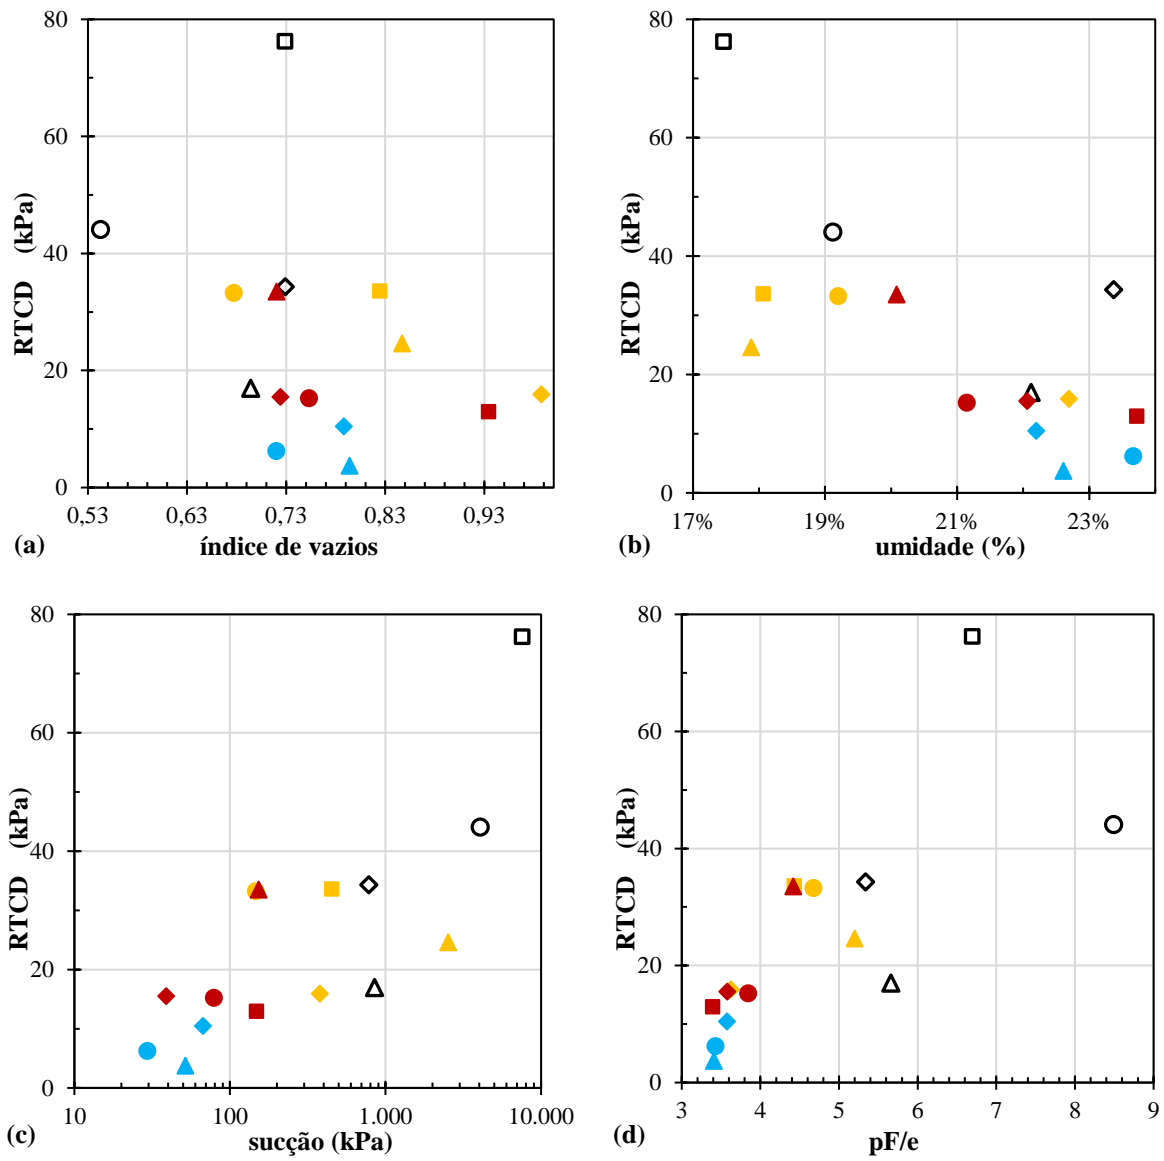 80
60
40
20
0
RTCD (kPa)
0,53 0,63 0,73 0,83 0,93
(a) índice de vazios
80
60
40
20
0
RTCD (kPa)
17% 19% 21% 23%
(b) umidade (%)
80
60
40
20
0
RTCD (kPa)
10 100 1.000 10.000
(c) sucção (kPa)
80
60
40
20
0
RTCD (kPa)
3 4 5 6 7 8 9
(d) pF/e